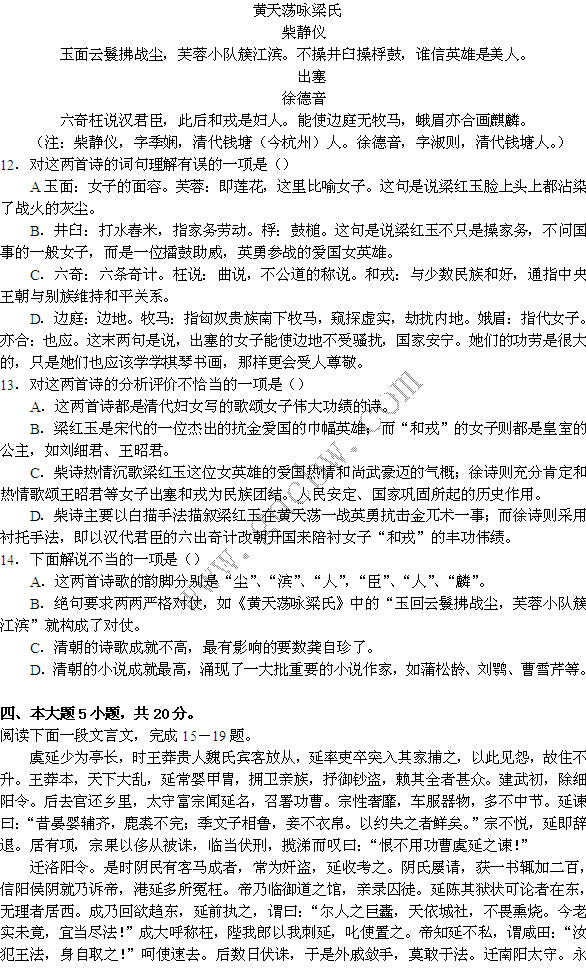 黄天荡咏梁氏
柴静仪
玉面云鬟拂战尘，芙蓉小队簇江滨。不操井臼操桴鼓，谁信英雄是美人。
出塞
徐德音
六奇枉说汉君臣，此后和戎是妇人。能使边庭无牧马，蛾眉亦合画麒麟。
（注：柴静仪，字季娴，清代钱塘（今杭州）人。徐德音，字淑则，清代钱塘人。）
12．对这两首诗的词句理解有误的一项是（）
A 玉面：女子的面容。芙蓉：即莲花，这里比喻女子。这句是说梁红玉脸上头上都沾染
了战火的灰尘。
B．井臼：打水舂米，指家务劳动。桴：鼓槌。这句是说梁红玉不只是操家务，不问国
事的一般女子，而是一位擂鼓助威，英勇参战的爱国女英雄。
C．六奇：六条奇计。枉说：曲说，不公道的称说。和戎：与少数民族和好，通指中央
王朝与别族维持和平关系。
D．边庭：边地。牧马：指匈奴贵族南下牧马，窥探虚实，劫扰内地。娥眉：指代女子。
亦合：也应。这末两句是说，出塞的女子能使边地不受骚扰，国家安宁。她们的功劳是很大
的，只是她们也应该学学棋琴书画，那样更会受人尊敬。
13．对这两首诗的分析评价不恰当的一项是（）
A．这两首诗都是清代妇女写的歌颂女子伟大功绩的诗。
B．梁红玉是宋代的一位杰出的抗金爱国的巾帼英雄；而“和戎”的女子则都是皇室的
公主，如刘细君、王昭君。
C．柴诗热情沉歌梁红玉这位女英雄的爱国热情和尚武豪迈的气概；徐诗则充分肯定和
热情歌颂王昭君等女子出塞和戎为民族团结。人民安定、国家巩固所起的历史作用。
D．柴诗主要以白描手法描叙梁红玉在黄天荡一战英勇抗击金兀术一事；而徐诗则采用
衬托手法，即以汉代君臣的六出奇计改朝开国来陪衬女子“和戎”的丰功伟绩。
14．下面解说不当的一项是（）
A．这两首诗歌的韵脚分别是“尘”、“滨”、“人”，“臣”、“人”、“麟”。
B．绝句要求两两严格对仗，如《黄天荡咏梁氏》中的“玉回云鬟拂战尘，芙蓉小队簇
江滨”就构成了对仗。
C．清朝的诗歌成就不高，最有影响的要数龚自珍了。
D．清朝的小说成就最高，涌现了一大批重要的小说作家，如蒲松龄、刘鹗、曹雪芹等。
四、本大题5小题，共20分。
阅读下面一段文言文，完成15－19题。
虞延少为亭长，时王莽贵人魏氏宾客放从，延率吏卒突入其家捕之，以此见怨，故住不
升。王莽本，天下大乱，延常婴甲胄，拥卫亲族，抒御钞盗，赖其全者甚众。建武初，除细
阳令。后去官还乡里，太守富宗闻延名，召署功曹。宗性奢靡，车服器物，多不中节。延谏
曰：“昔晏婴辅齐，鹿裘不完；季文子相鲁，妾不衣帛。以约失之者鲜矣。”宗不悦，延即辞
退。居有项，宗果以侈从被诛，临当伏刑，揽涕而叹曰：“恨不用功曹虞延之谏！”
迁洛阳令。是时阴民有客马成者，常为奸盗，延收考之。阴氏屡请，获一书辄加二百，
信阳侯阴就乃诉帝，港延多所冤枉。帝乃临御道之馆，亲录囚徒。延陈其狱状可论者在东，
无理者居西。成乃回欲趋东，延前执之，谓曰：“尔人之巨蠹，天依城社，不畏熏烧。今考
实未竟，宜当尽法！”成大呼称枉，陛我郎以我刺延，叱使置之。帝知延不私，谓咸田：“汝
犯王法，身自取之！”呵使速去。后数日伏诛，于是外戚敛手，莫敢于法。迁南阳太守。永
www.gucuw.com